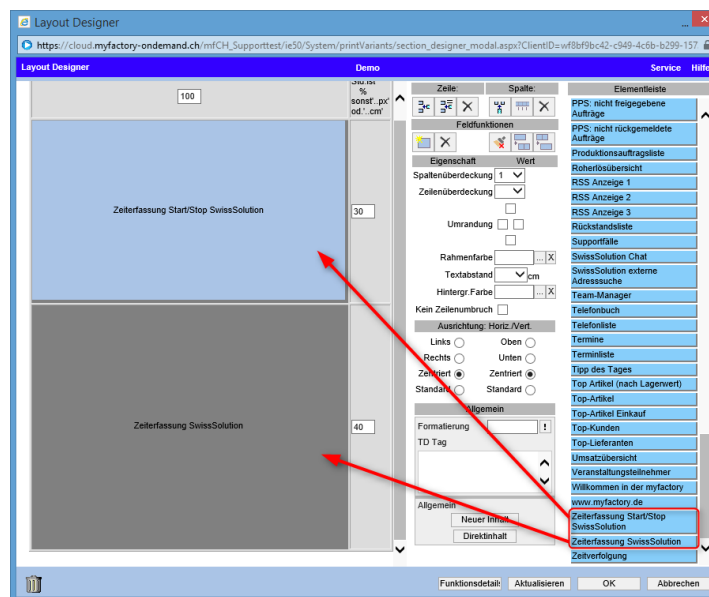 Layout Designer
https://cloud.myfactory-ondemand.ch/mfCH_Supporttest/ie50/System/printVariants/section_designer_modal.aspx?ClientID=wf8bf9bc42-c949-4c6b-b299-157
Layout Designer
Demo
Service Hilfe
100
Std.ist
%
sonst'..px'
od.'..cm'
Zeiterfassung Start/Stop SwissSolution
30
Zeiterfassung SwissSolution
40
Zeile: Spalte:
Feldfunktionen
Eigenschaft Wert
Spaltenüberdeckung 1
Zeilenüberdeckung
Umrandung
Rahmenfarbe ... X
Textabstand cm
Hintergr.Farbe ... X
Kein Zeilenumbruch
Ausrichtung: Horiz./Vert.
Links Oben
Rechts Unten
Zentriert Zentriert
Standard Standard
Allgemein
Formatierung !
TD Tag
Allgemein
Neuer Inhalt
Direktinhalt
Elementleiste
PPS: nicht freigegebene
Aufträge
PPS: nicht rückgemeldete
Aufträge
Produktionsauftragsliste
Roherlösübersicht
RSS Anzeige 1
RSS Anzeige 2
RSS Anzeige 3
Rückstandsliste
Supportfälle
SwissSolution Chat
SwissSolution externe
Adresssuche
Team-Manager
Telefonbuch
Telefonliste
Termine
Terminliste
Tipp des Tages
Top Artikel (nach Lagerwert)
Top-Artikel
Top-Artikel Einkauf
Top-Kunden
Top-Lieferanten
Umsatzübersicht
Veranstaltungsteilnehmer
Willkommen in der myfactory
www.myfactory.de
Zeiterfassung Start/Stop
SwissSolution
Zeiterfassung SwissSolution
Zeitverfolgung
Funktionsdetails Aktualisieren OK Abbrechen